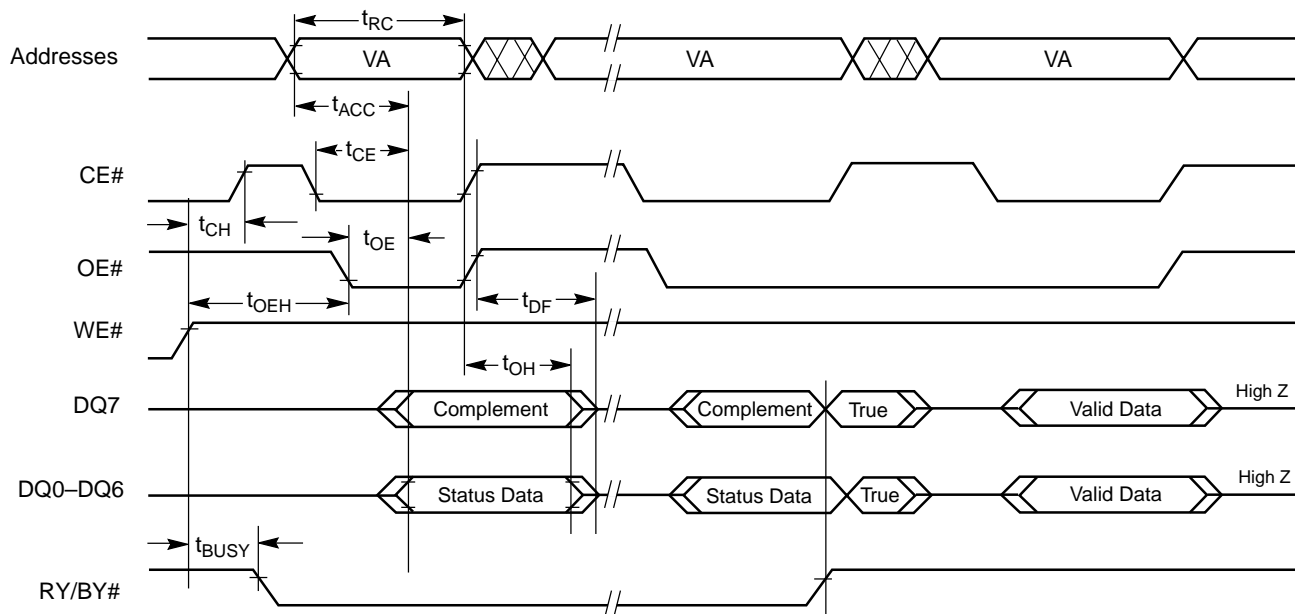 tRC
Addresses VA VA VA
tACC
tCE
CE#
tCH
tOE
OE#
tOEH tDF
WE#
tOH
DQ7 Complement Complement True Valid Data High Z
DQ0–DQ6 Status Data Status Data True Valid Data High Z
tBUSY
RY/BY#